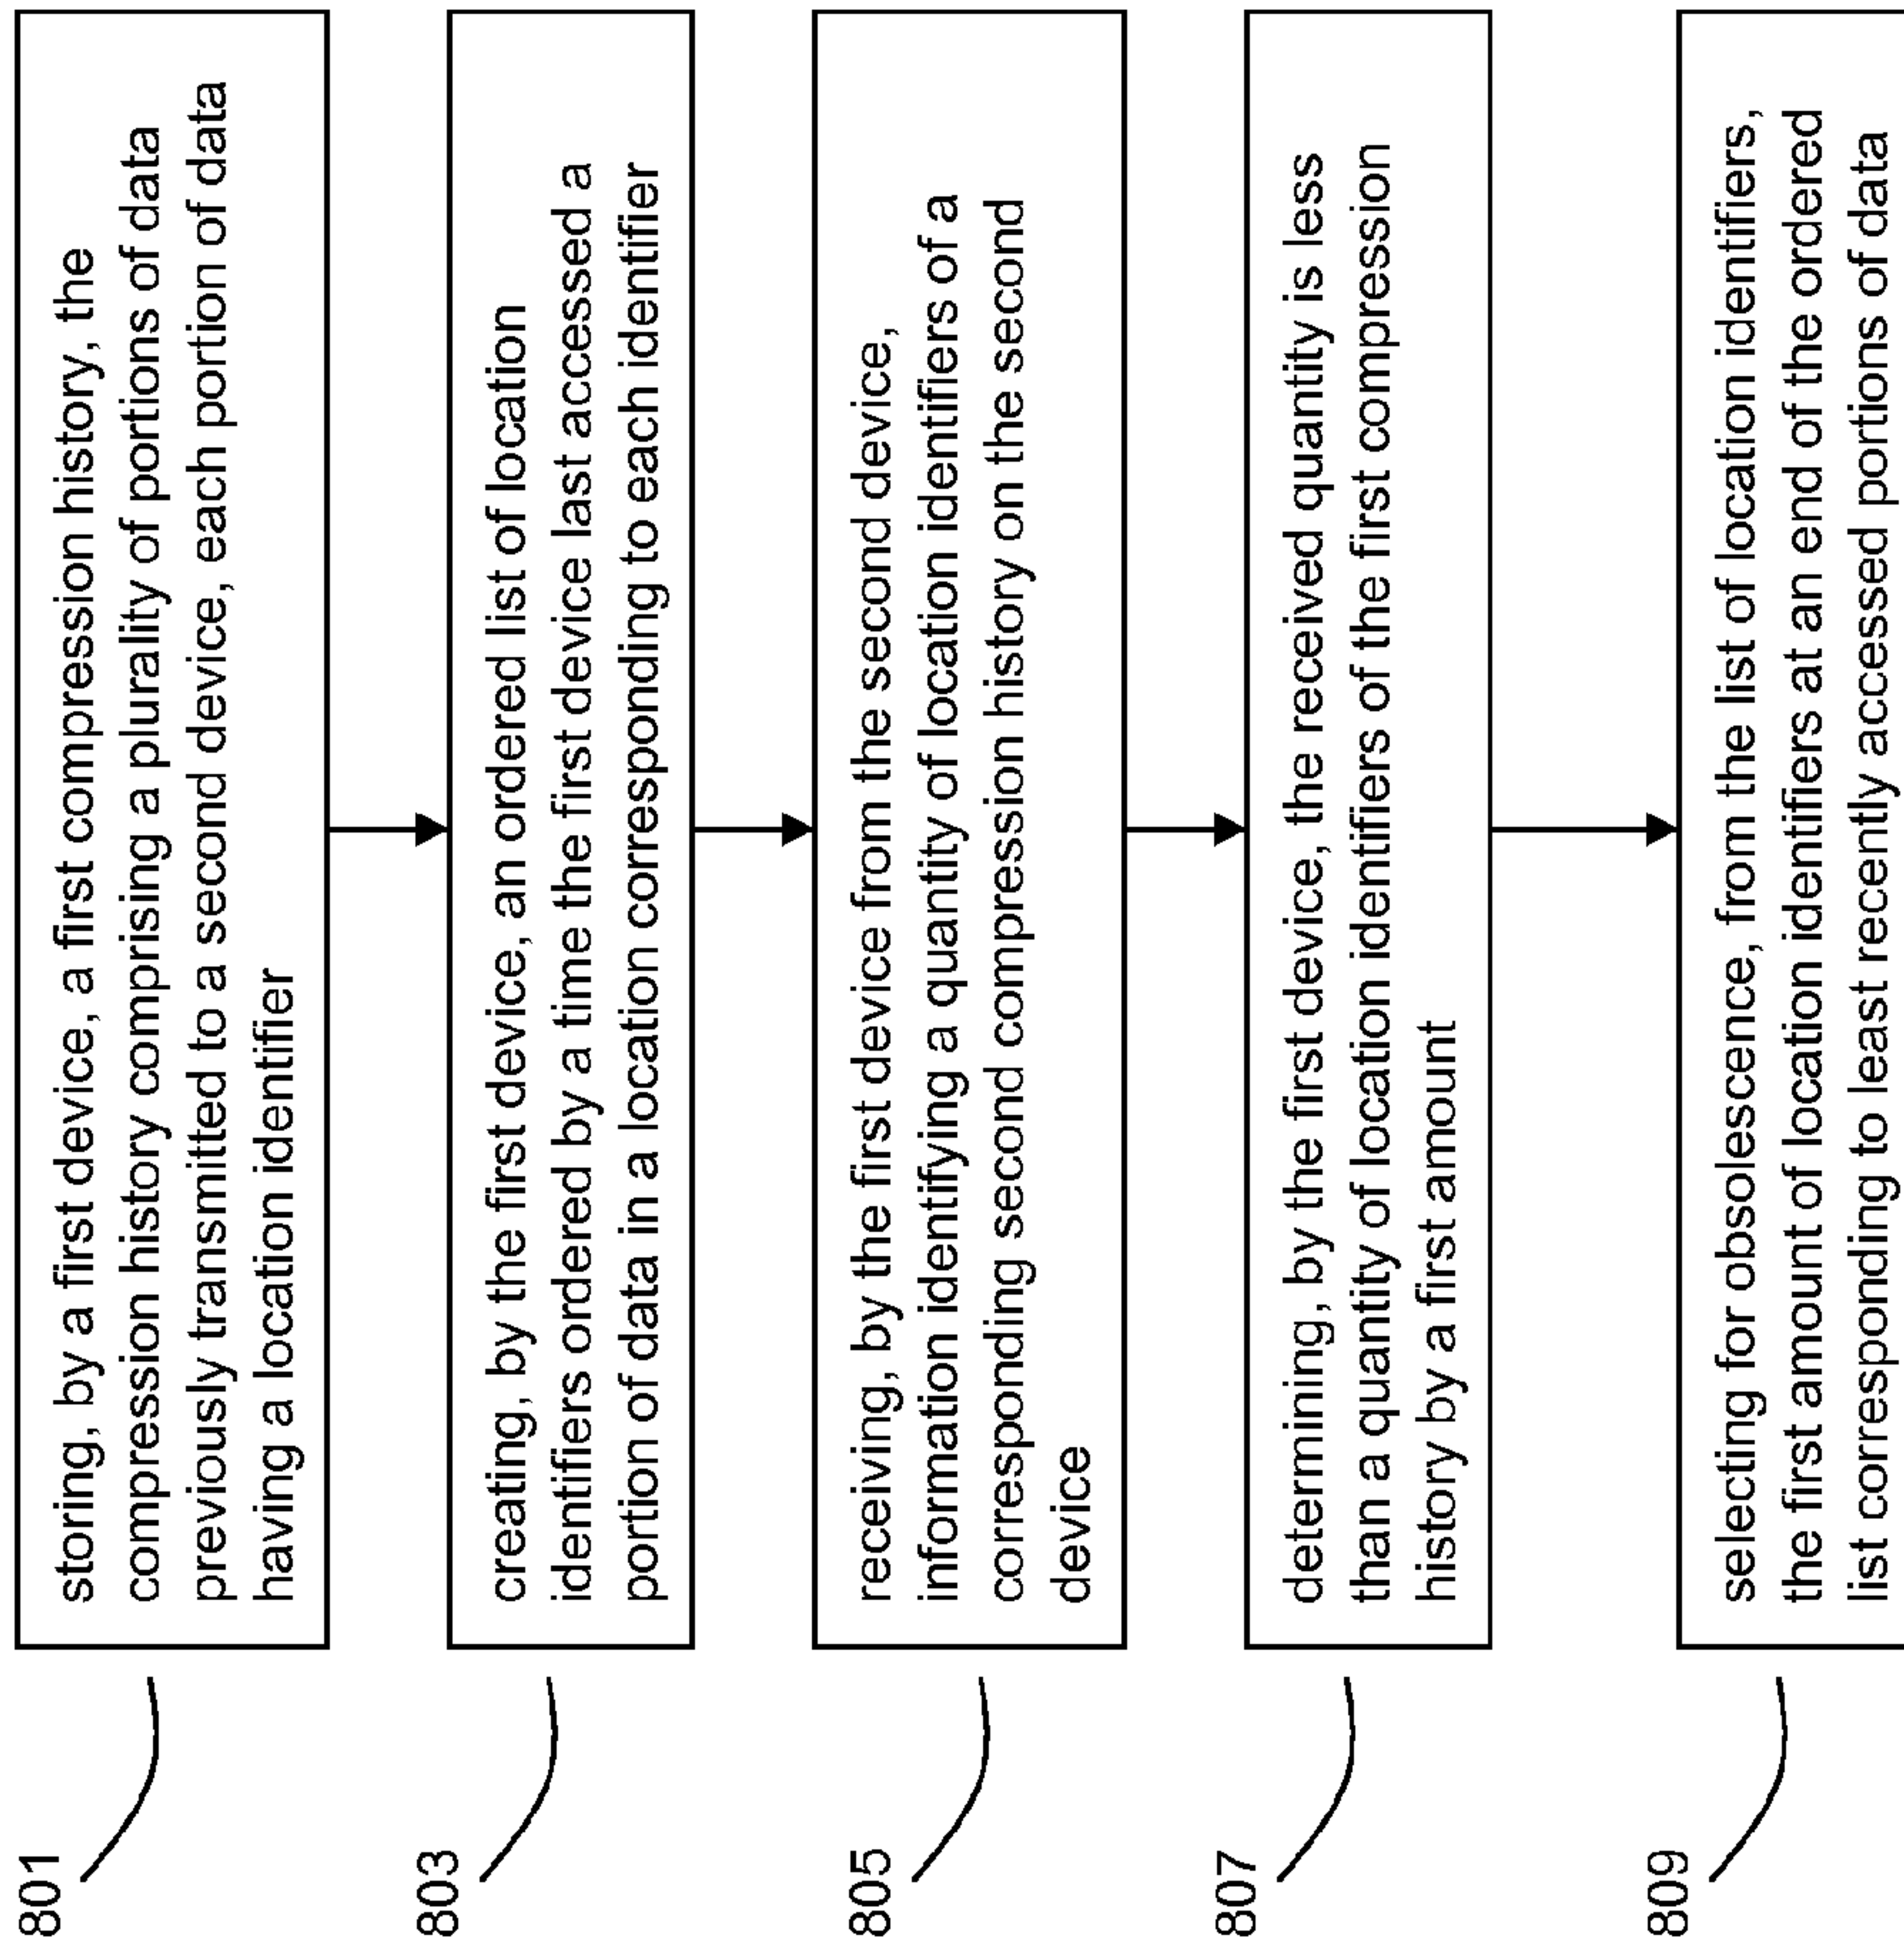 801
storing, by a first device, a first compression history, the
compression history comprising a plurality of portions of data
previously transmitted to a second device, each portion of data
having a location identifier
803
creating, by the first device, an ordered list of location
identifiers ordered by a time the first device last accessed a
portion of data in a location corresponding to each identifier
805
receiving, by the first device from the second device,
information identifying a quantity of location identifiers of a
corresponding second compression history on the second
device
807
determining, by the first device, the received quantity is less
than a quantity of location identifiers of the first compression
history by a first amount
809
selecting for obsolescence, from the list of location identifiers,
the first amount of location identifiers at an end of the ordered
list corresponding to least recently accessed portions of data